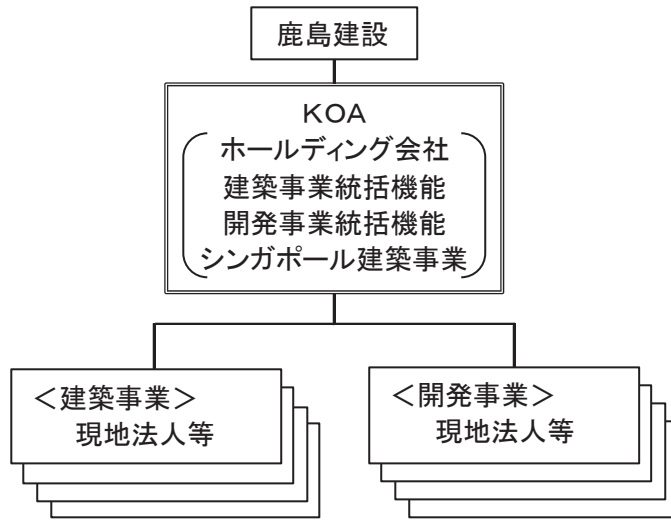 鹿島建設
KOA
ホールディング会社
建築事業統括機能
開発事業統括機能
シンガポール建築事業
＜建築事業＞
現地法人等
＜開発事業＞
現地法人等